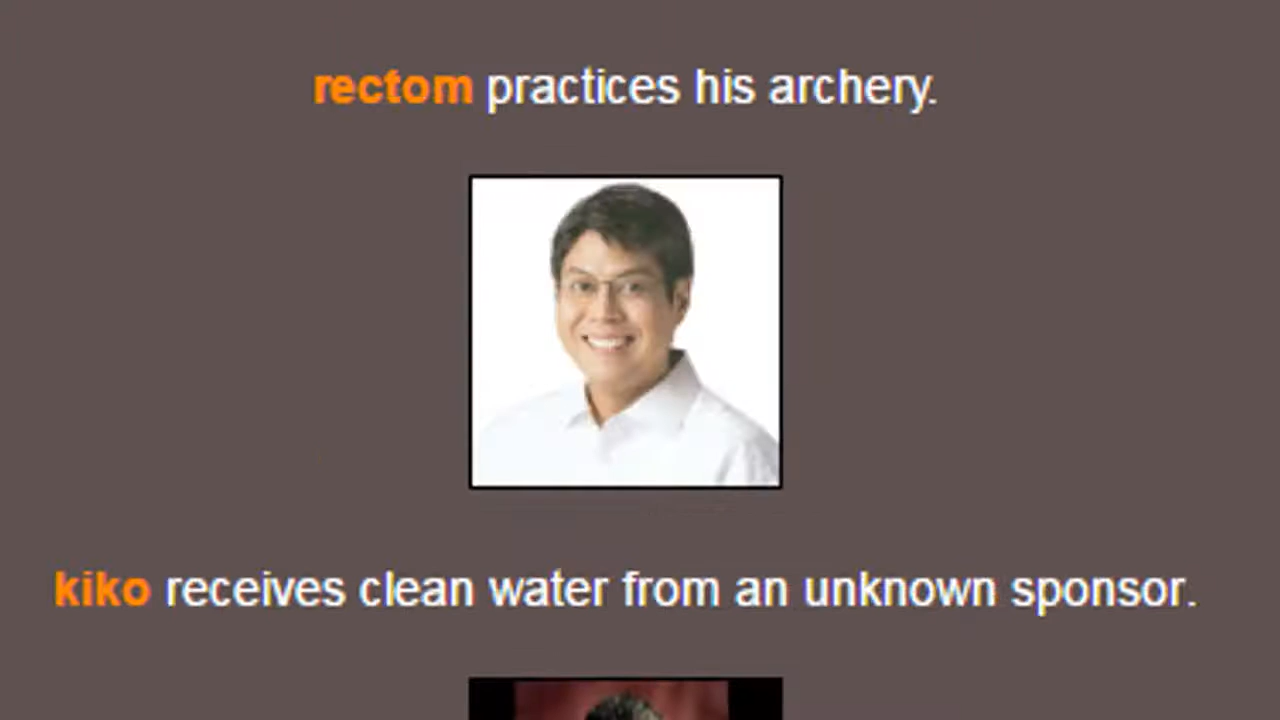 rectom practices his archery.
kiko receives clean water from an unknown sponsor.